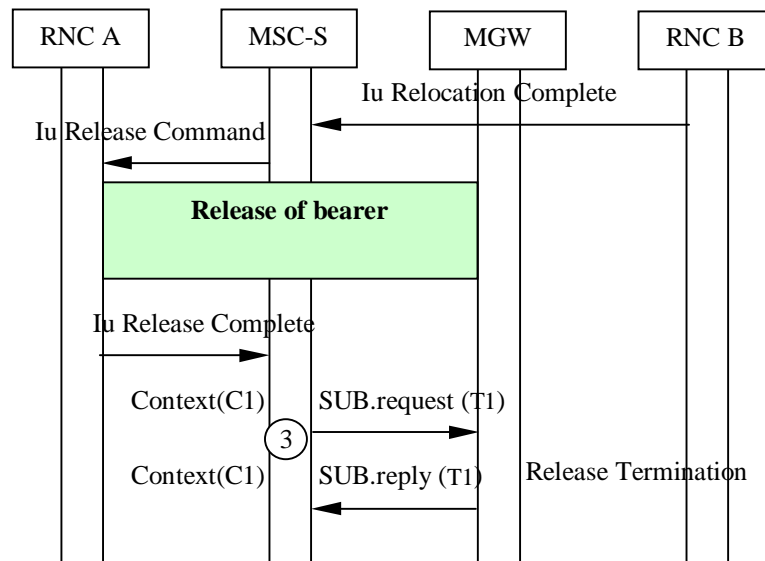 RNC A
MSC-S
MGW
RNC B
Iu Relocation Complete
Iu Release Command
Release of bearer
Iu Release Complete
Context(C1)
SUB.request (T1)
3
Context(C1)
SUB.reply (T1)
Release Termination